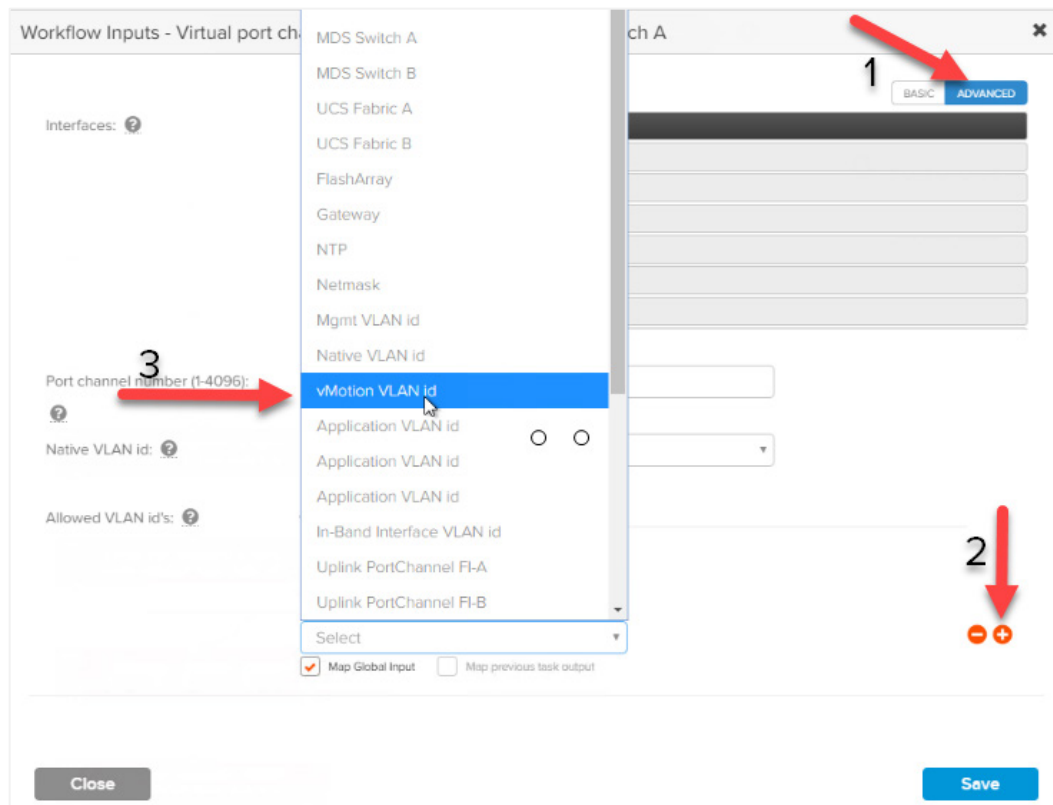 Workflow Inputs - Virtual port ch
ch A
1
BASIC
ADVANCED
Interfaces:
MDS Switch A
MDS Switch B
UCS Fabric A
UCS Fabric B
FlashArray
Gateway
NTP
Netmask
Mgmt VLAN id
Native VLAN id
3
Port channel number (1-4096):
vMotion VLAN id
Application VLAN id
Native VLAN id:
Application VLAN id
Application VLAN id
Allowed VLAN id's:
In-Band Interface VLAN id
2
Uplink PortChannel FI-A
Uplink PortChannel FI-B
Select
Map Global Input
Map previous task output
Close
Save